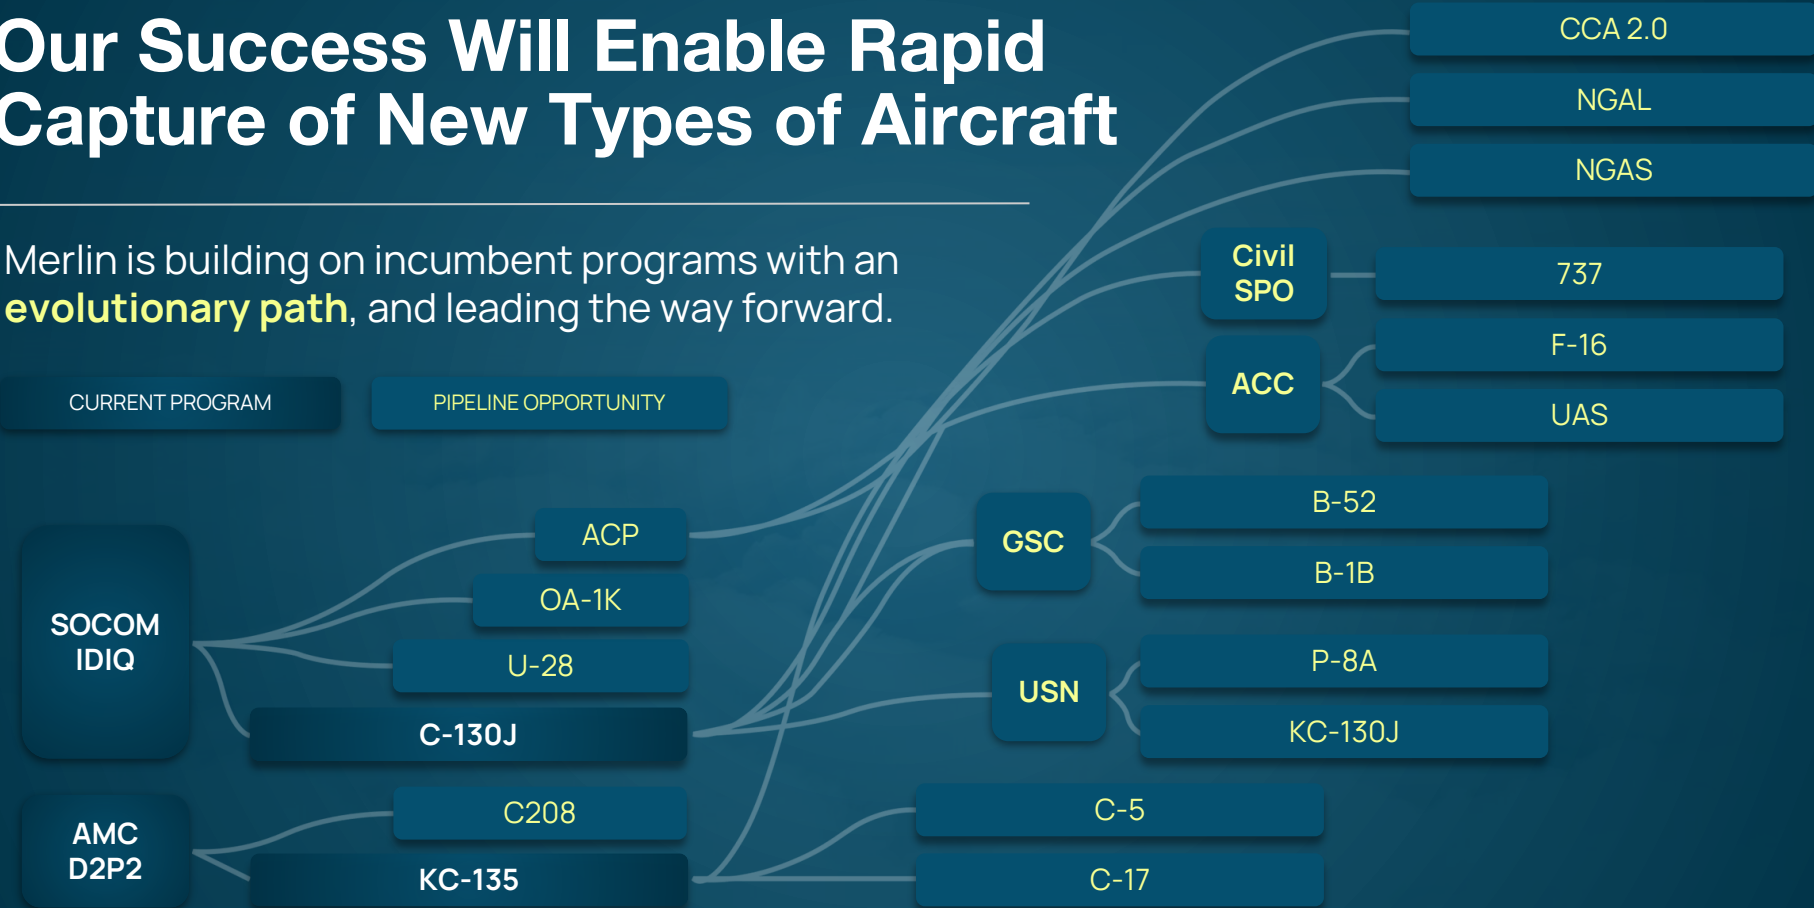 Our Success Will Enable Rapid
Capture of New Types of Aircraft
Merlin is building on incumbent programs with an
evolutionary path, and leading the way forward.
CURRENT PROGRAM
PIPELINE OPPORTUNITY
SOCOM
IDIQ
ACP
OA-1K
U-28
C-130J
AMC
D2P2
C208
KC-135
CCA 2.0
NGAL
NGAS
Civil
SPO
737
ACC
F-16
UAS
GSC
B-52
B-1B
USN
P-8A
KC-130J
C-5
C-17